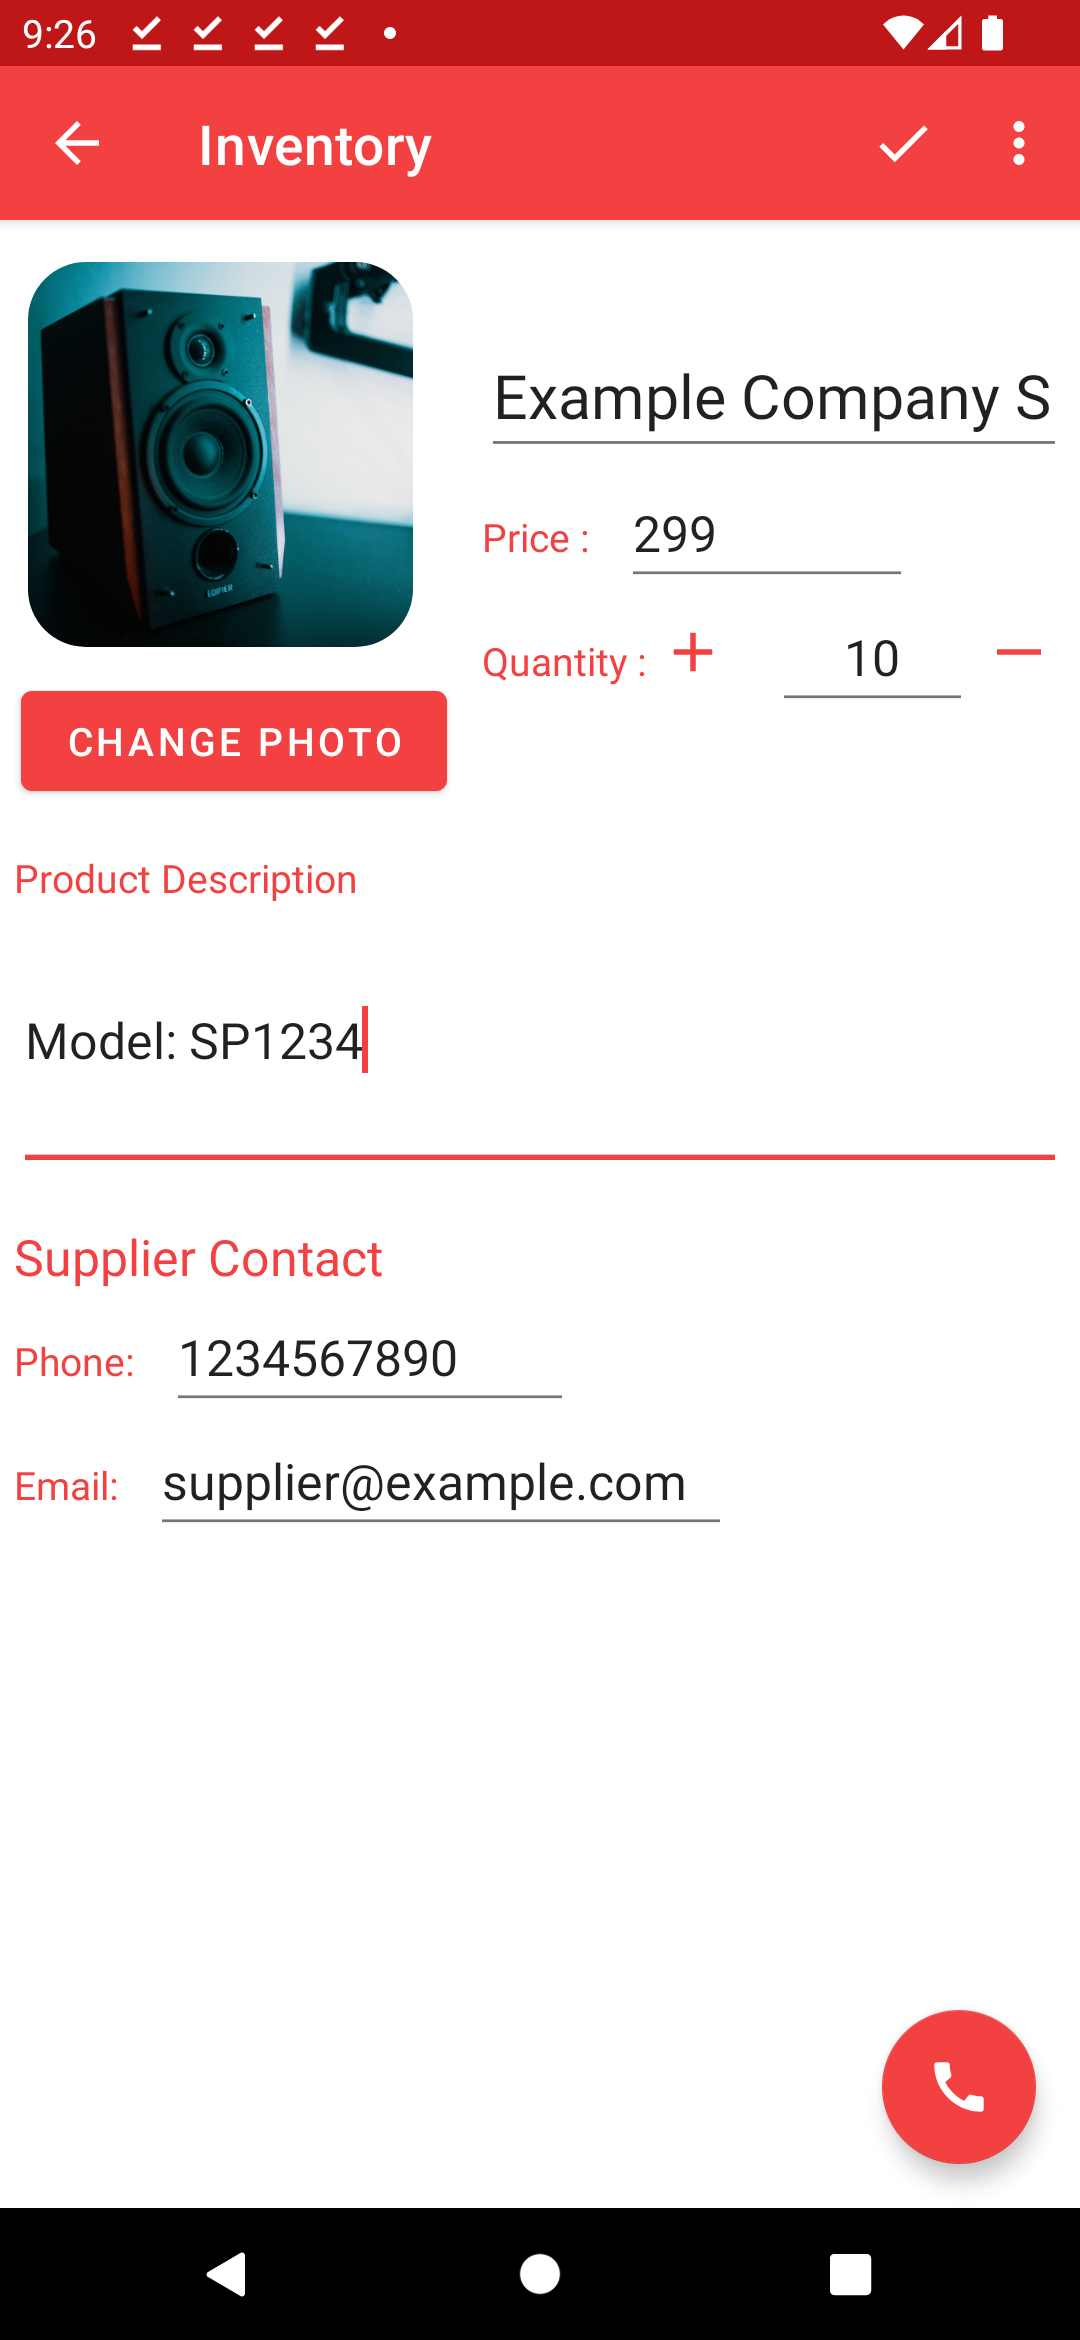 9:26
Inventory
EDIFIER
Example Company S
Price :
299
Quantity :
10
CHANGE PHOTO
Product Description
Model: SP1234
Supplier Contact
Phone:
1234567890
Email:
supplier@example.com